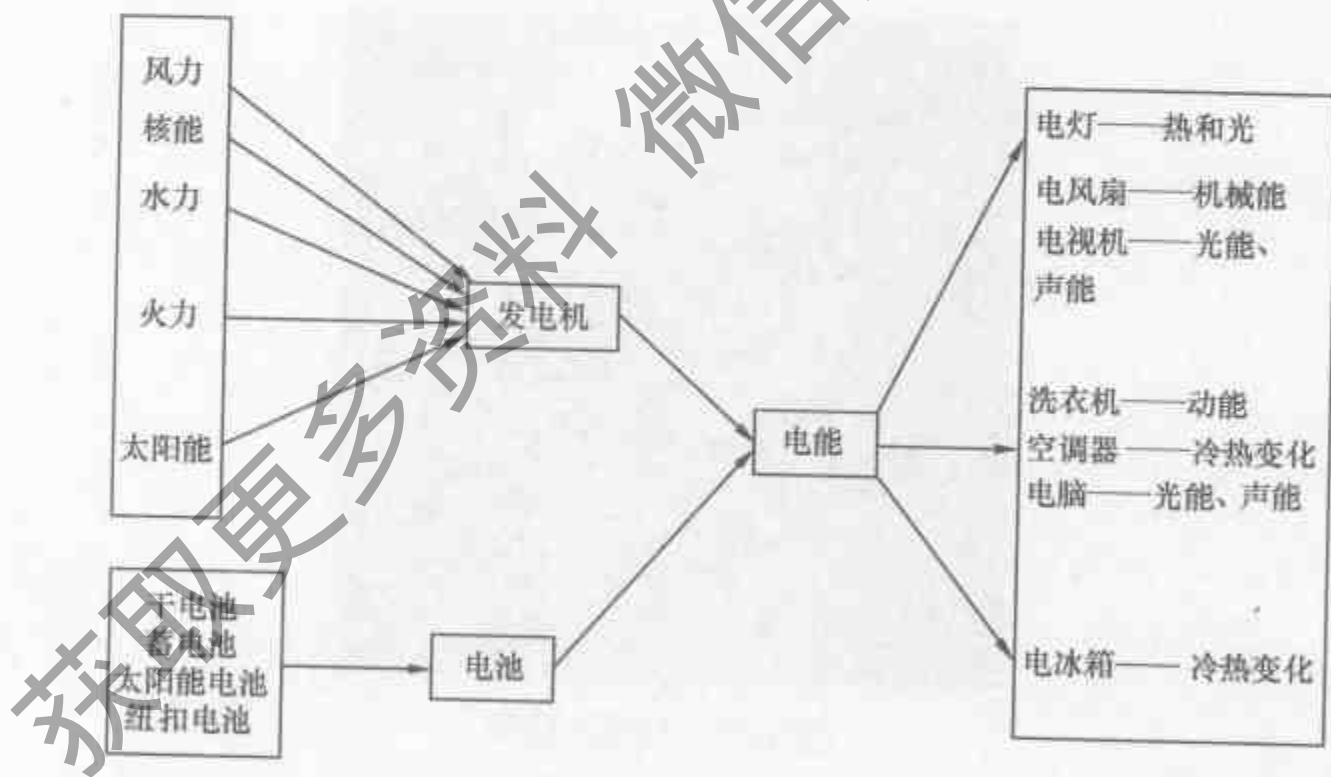 风力
核能
水力
火力
太阳能
发电机
干电池
蓄电池
太阳能电池
纽扣电池
电池
电能
电灯——热和光
电风扇——机械能
电视机——光能、
声能
洗衣机——动能
空调器——冷热变化
电脑——光能、声能
电冰箱——冷热变化
获取更多资料 微信